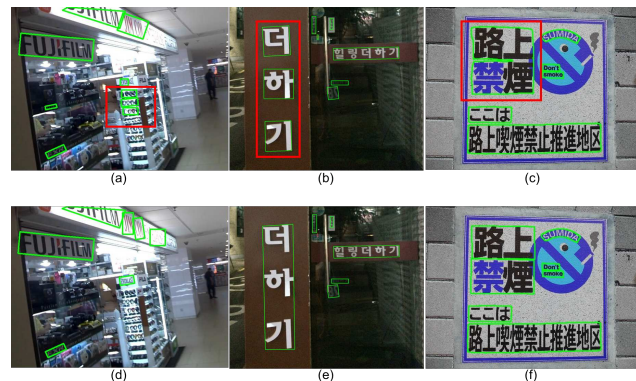 FUJIFILM
FUJIFILM
더
하
기
힐링더하기
路上
禁煙
SUMIDA
Don't
smoke
ここは
路上喫煙禁止推進地区
(a)
(b)
(c)
FUJIFILM
FUJIFILM
더
하
기
힐링더하기
路上
禁煙
SUMIDA
Don't
smoke
ここは
路上喫煙禁止推進地区
(d)
(e)
(f)